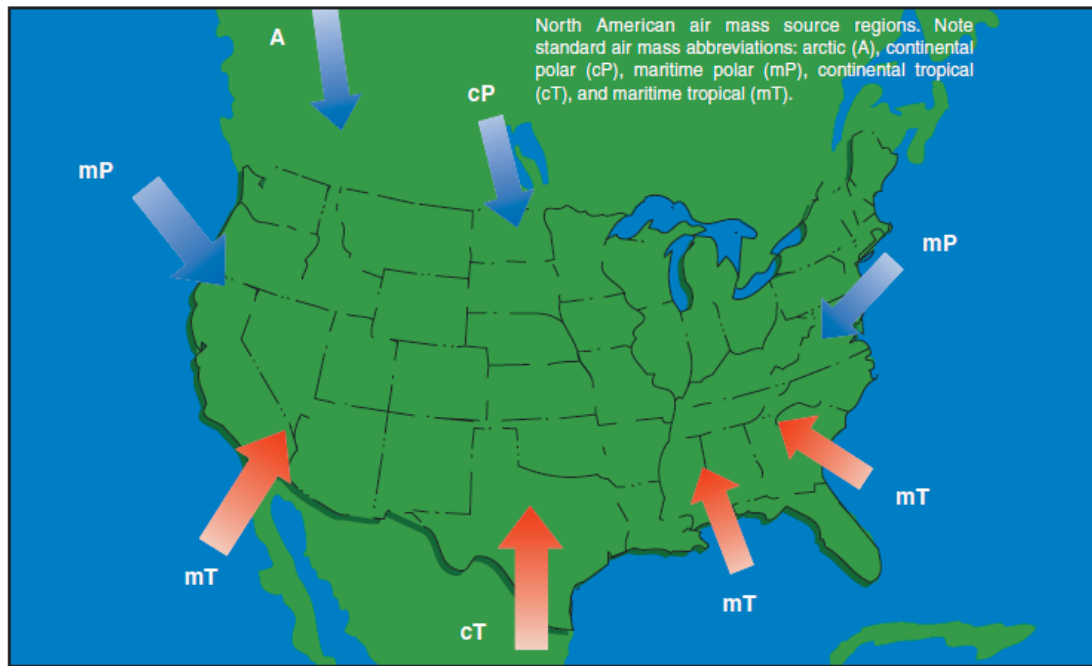 A
North American air mass source regions. Note
standard air mass abbreviations: arctic (A), continental
polar (cP), maritime polar (mP), continental tropical
(cT), and maritime tropical (mT).
cP
mP
mP
mT
mT
mT
cT